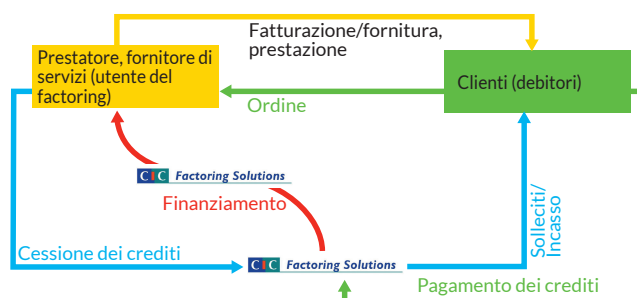 Fatturazione/fornitura,
prestazione
Prestatore, fornitore di
servizi (utente del
factoring)
Clienti (debitori)
Ordine
CIC Factoring Solutions
Finanziamento
Solleciti/
Incasso
Cessione dei crediti
CIC Factoring Solutions
Pagamento dei crediti